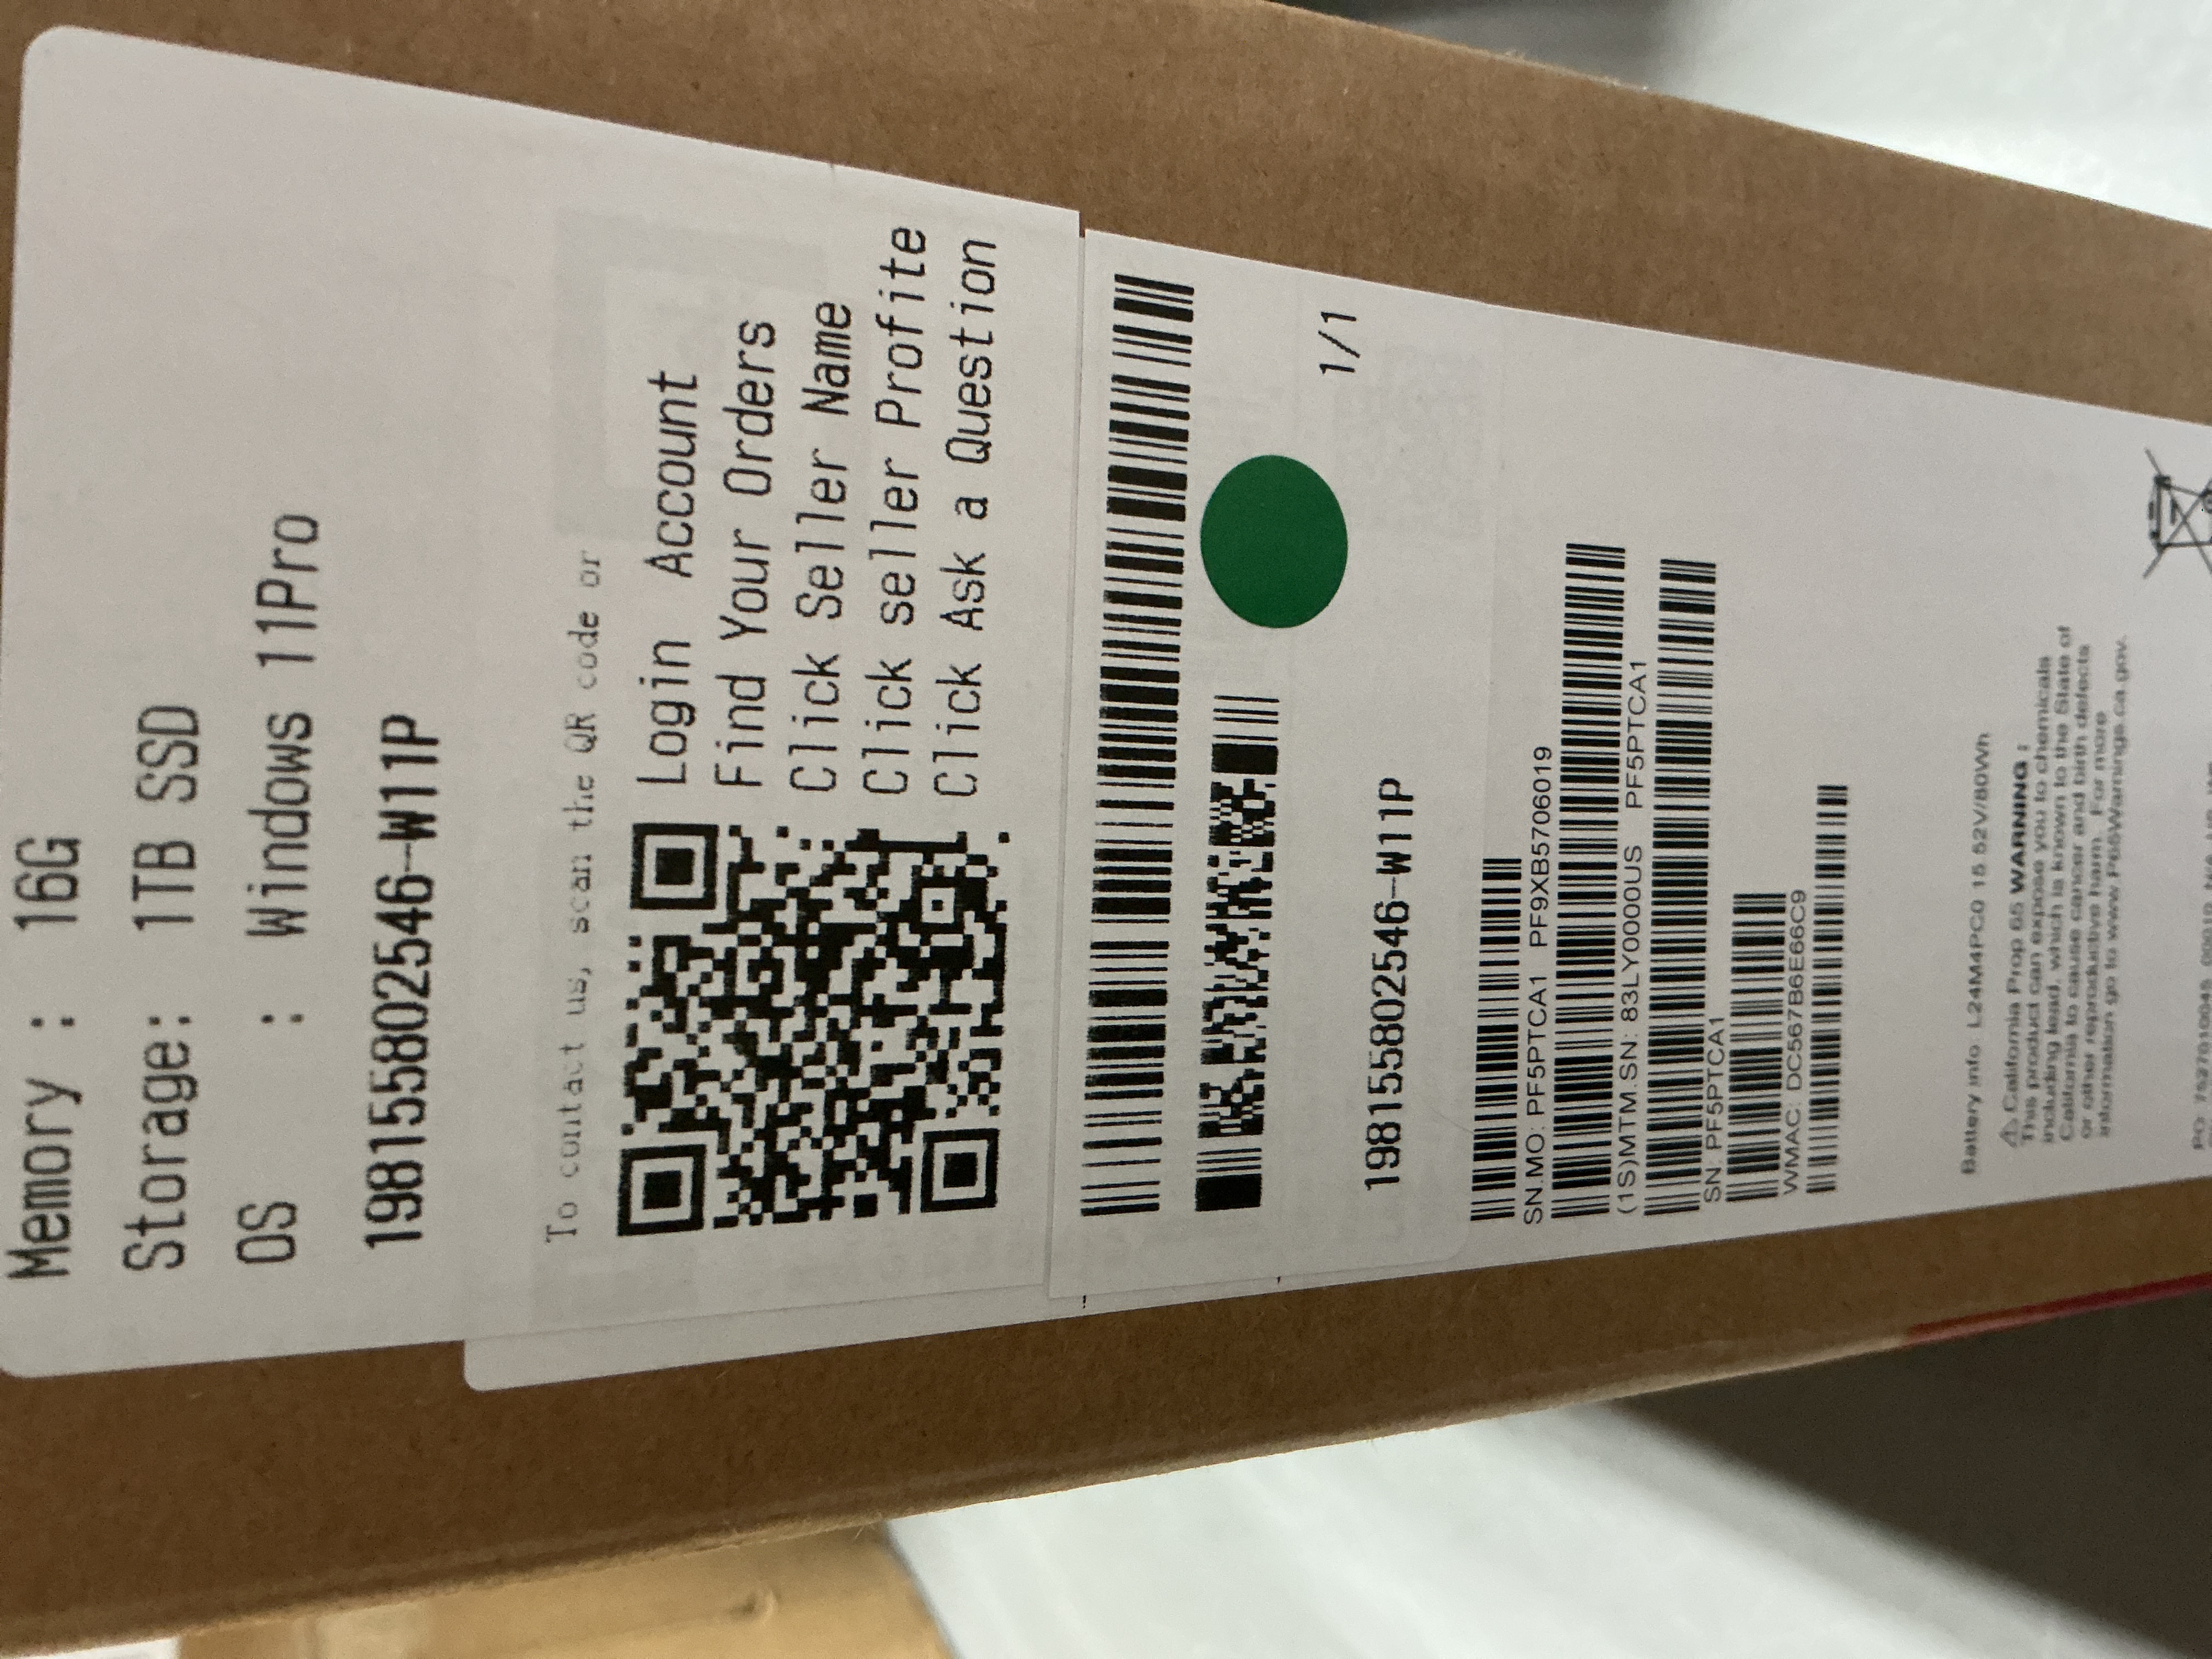 Memory : 16G
Storage: 1TB SSD
OS : Windows 11Pro
198155802546-W11P
To contact us, scan the QR code or
Login Account
Find Your Orders
Click Seller Name
Click seller Profite
Click Ask a Question
1/1
198155802546-W11P
SN.MO: PF5PTCA1 PF9XB5706019
(1S)MTM.SN: 83LY0000US PF5PTCA1
SN: PF5PTCA1
WMAC: DC567B6E66C9
Battery info L24M4PC0 15.52V/80Wh
California Prop 65 WARNING :
This product can expose you to chemicals
including lead, which is known to the State of
California to cause cancer and birth defects
or other reproductive harm. For more
information go to www.P65Warnings.ca.gov.